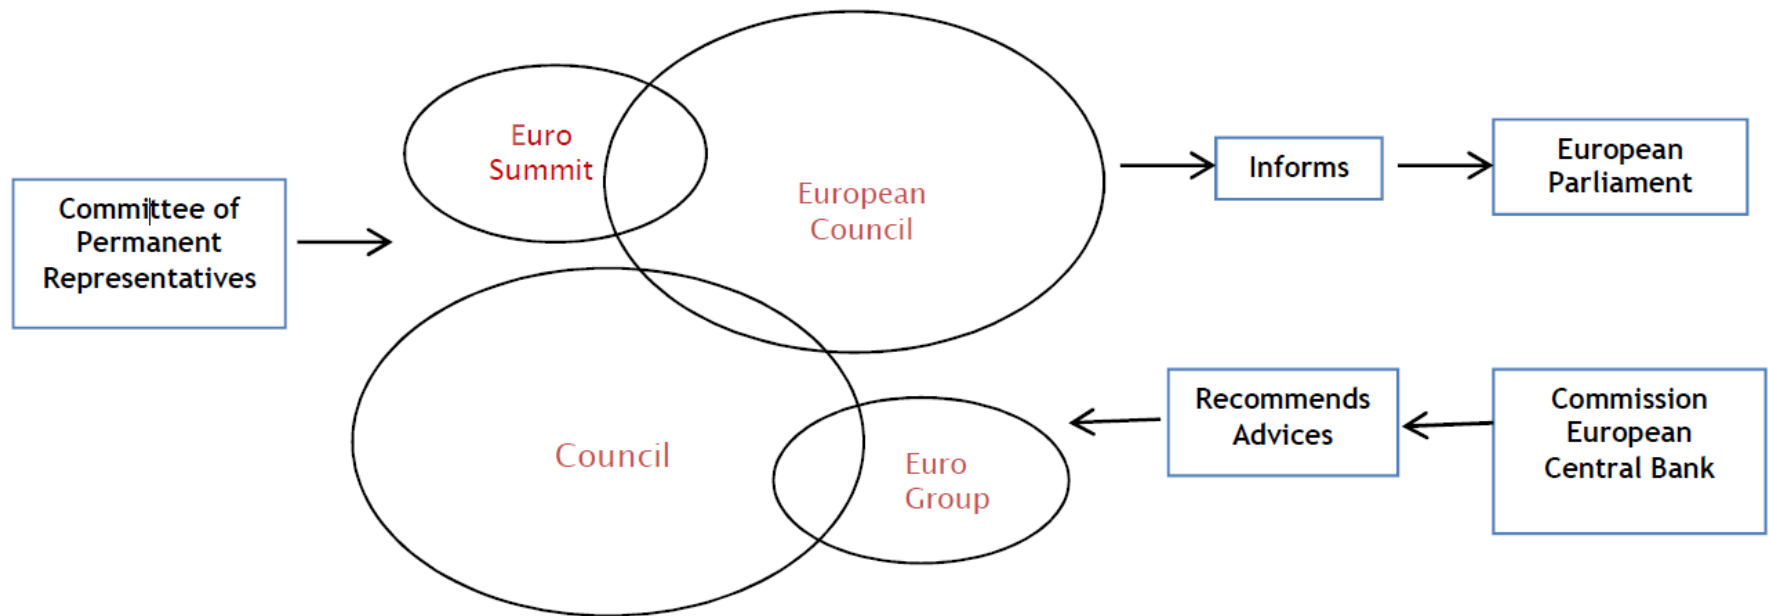 Committee of
Permanent
Representatives
Euro
Summit
European
Council
Informs
European
Parliament
Council
Euro
Group
Recommends
Advices
Commission
European
Central Bank